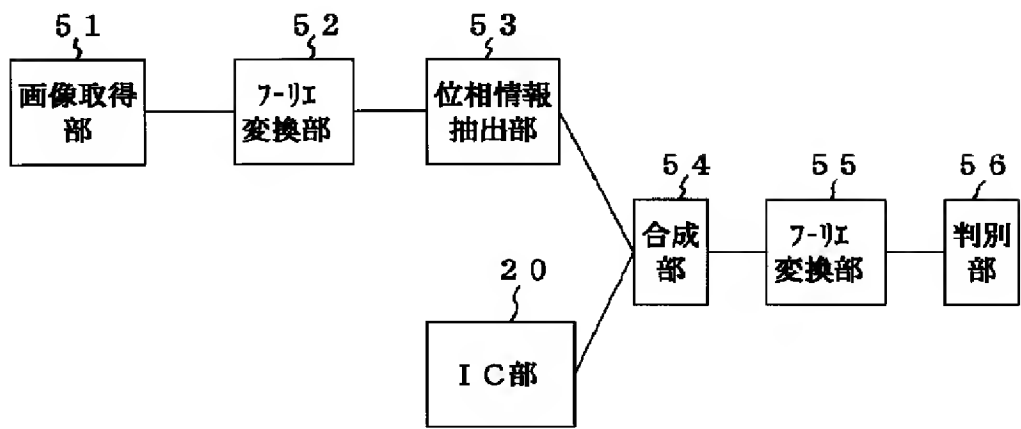 ５１
画像取得
部
５２
ﾌｰﾘｴ
変換部
５３
位相情報
抽出部
５４
合成
部
５５
ﾌｰﾘｴ
変換部
５６
判別
部
２０
ＩＣ部